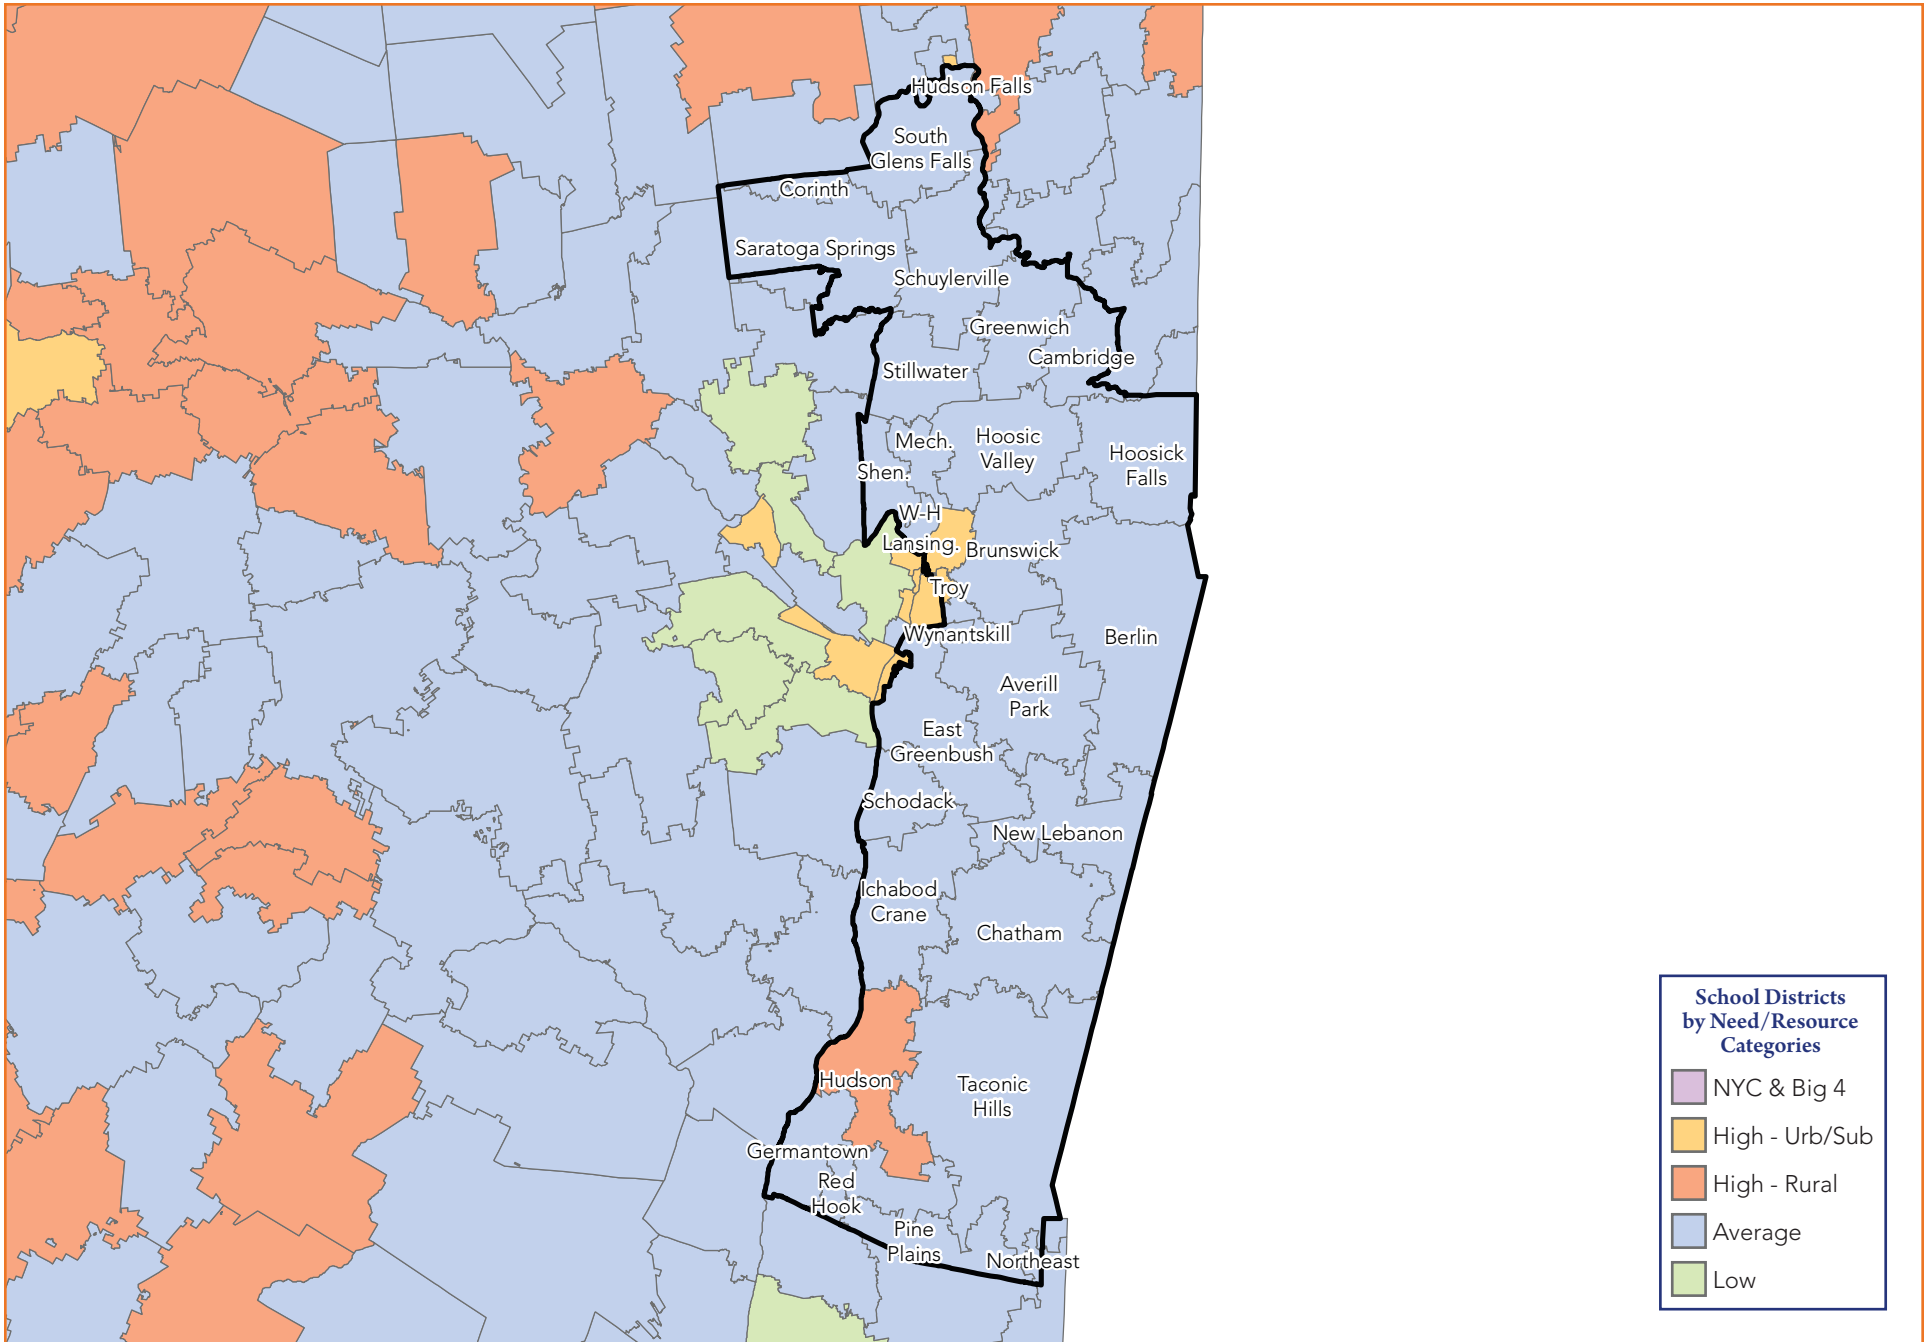 Hudson Falls
South
Glens Falls
Corinth
Saratoga Springs
Schuylerville
Greenwich
Cambridge
Stillwater
Mech.
Hoosic
Valley
Hoosick
Falls
Shen.
W-H
Lansing.
Brunswick
Troy
Wynantskill
Berlin
Averill
Park
East
Greenbush
Schodack
New Lebanon
Ichabod
Crane
Chatham
Hudson
Taconic
Hills
Germantown
Red
Hook
Pine
Plains
Northeast
School Districts
by Need/Resource
Categories
NYC & Big 4
High - Urb/Sub
High - Rural
Average
Low